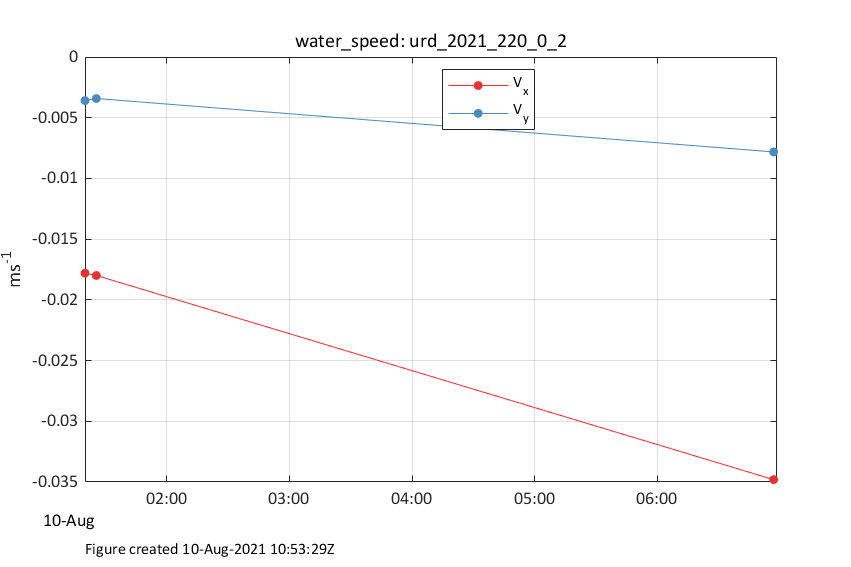 water_speed: urd_2021_220_0_2
0
-0.005
-0.01
-0.015
-0.02
-0.025
-0.03
-0.035
ms-1
Vx
Vy
02:00
03:00
04:00
05:00
06:00
10-Aug
Figure created 10-Aug-2021 10:53:29Z